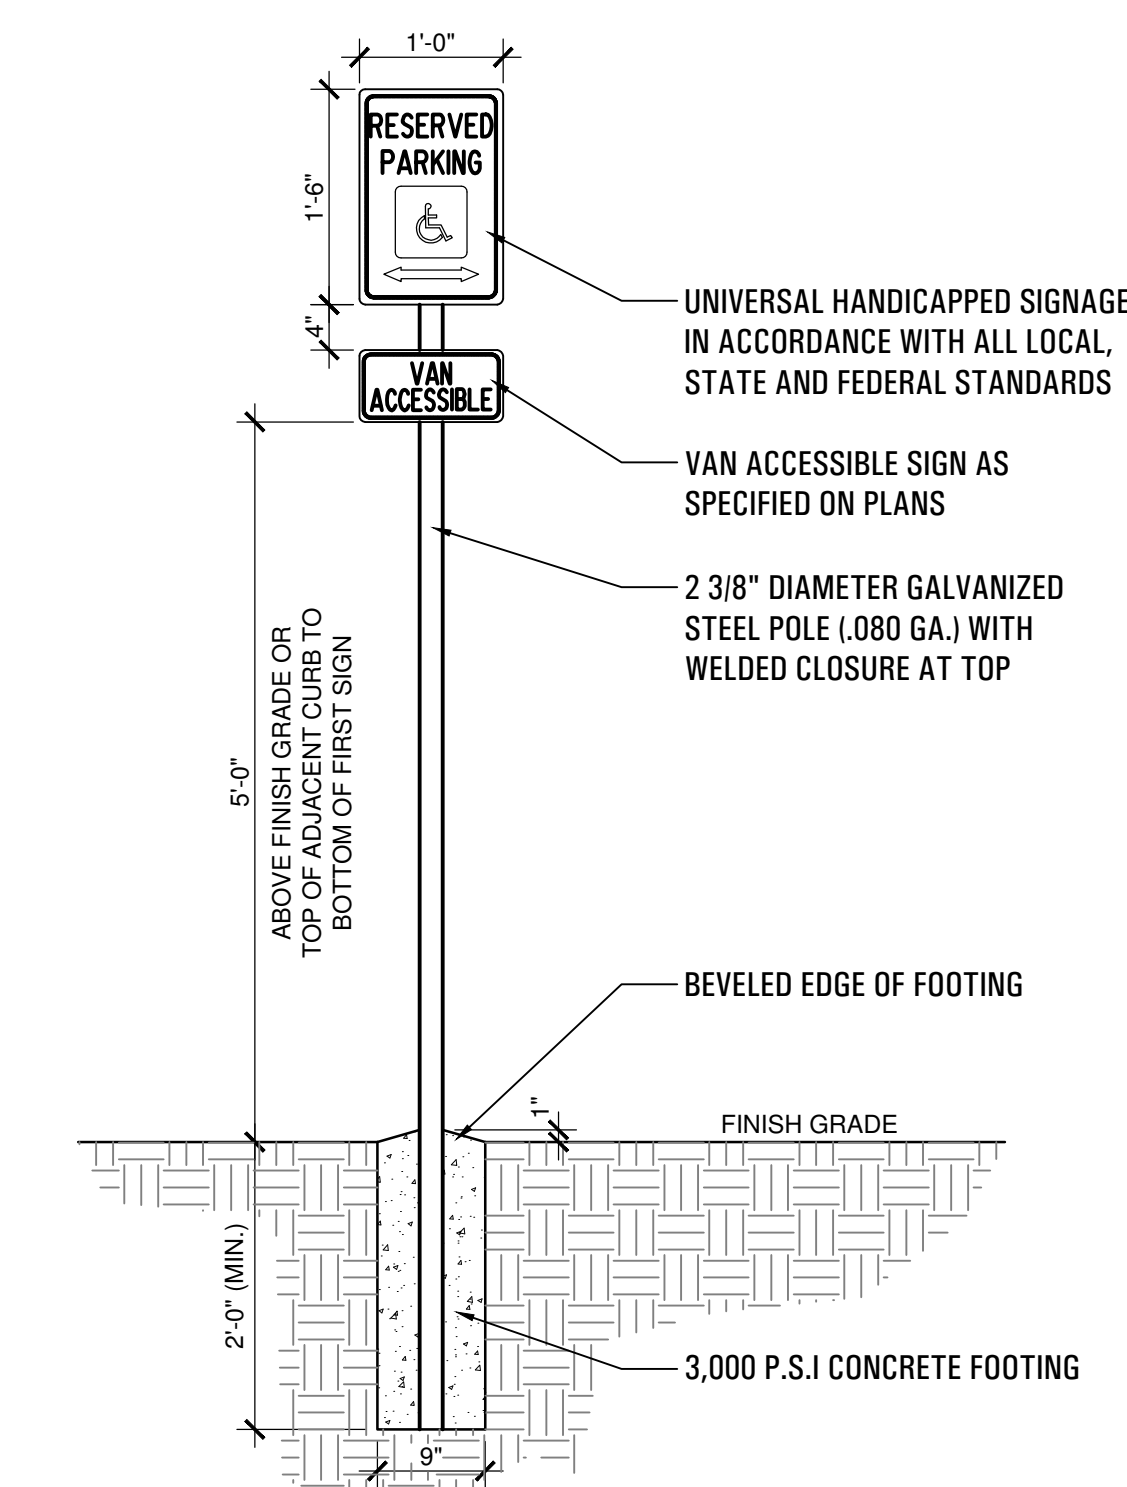 1'-0"
RESERVED
PARKING
1'-6"
4"
VAN
ACCESSIBLE
UNIVERSAL HANDICAPPED SIGNAGE
IN ACCORDANCE WITH ALL LOCAL,
STATE AND FEDERAL STANDARDS
VAN ACCESSIBLE SIGN AS
SPECIFIED ON PLANS
2 3/8" DIAMETER GALVANIZED
STEEL POLE (.080 GA.) WITH
WELDED CLOSURE AT TOP
5'-0"
ABOVE FINISH GRADE OR
TOP OF ADJACENT CURB TO
BOTTOM OF FIRST SIGN
BEVELED EDGE OF FOOTING
1"
FINISH GRADE
2'-0" (MIN.)
3,000 P.S.I CONCRETE FOOTING
9"